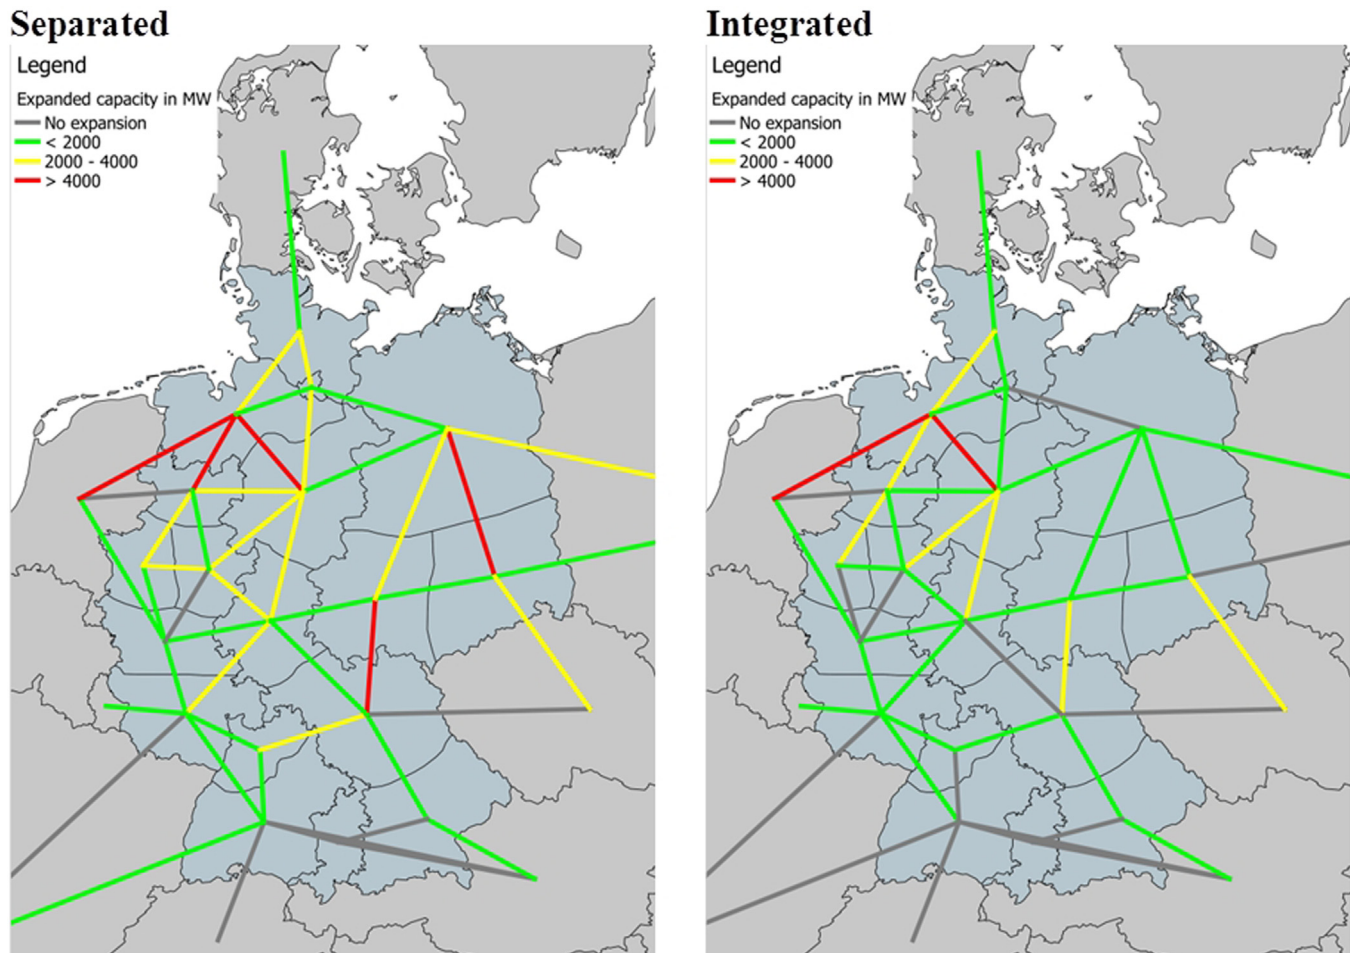 Separated
Legend
Expanded capacity in MW
No expansion
< 2000
2000 - 4000
> 4000
Integrated
Legend
Expanded capacity in MW
No expansion
< 2000
2000 - 4000
> 4000